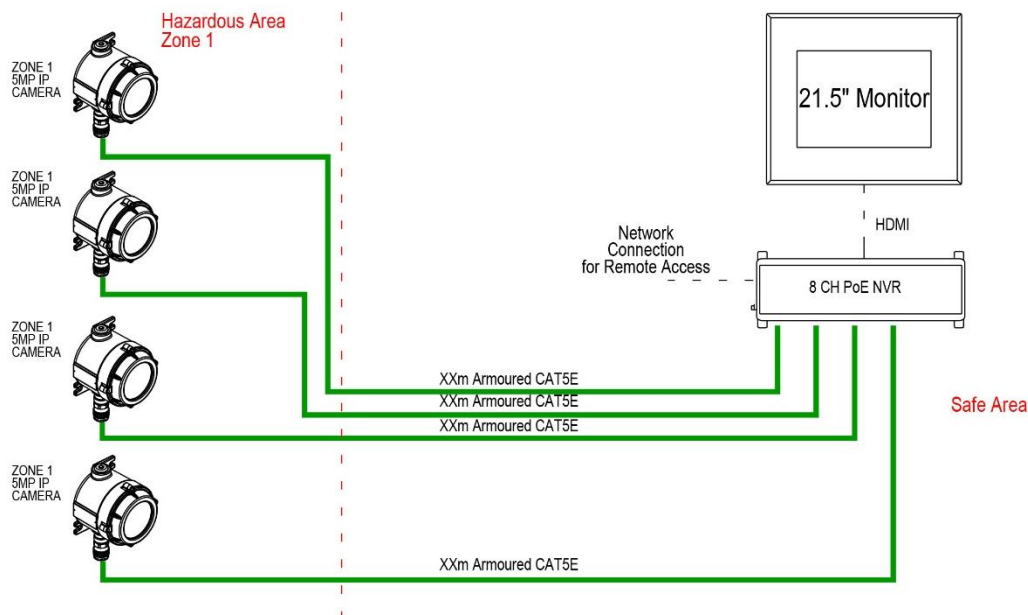 Hazardous Area
Zone 1
ZONE 1
5MP IP
CAMERA
21.5" Monitor
ZONE 1
5MP IP
CAMERA
HDMI
Network
Connection
for Remote Access
8 CH PoE NVR
ZONE 1
5MP IP
CAMERA
XXm Armoured CAT5E
XXm Armoured CAT5E
XXm Armoured CAT5E
Safe Area
ZONE 1
5MP IP
CAMERA
XXm Armoured CAT5E